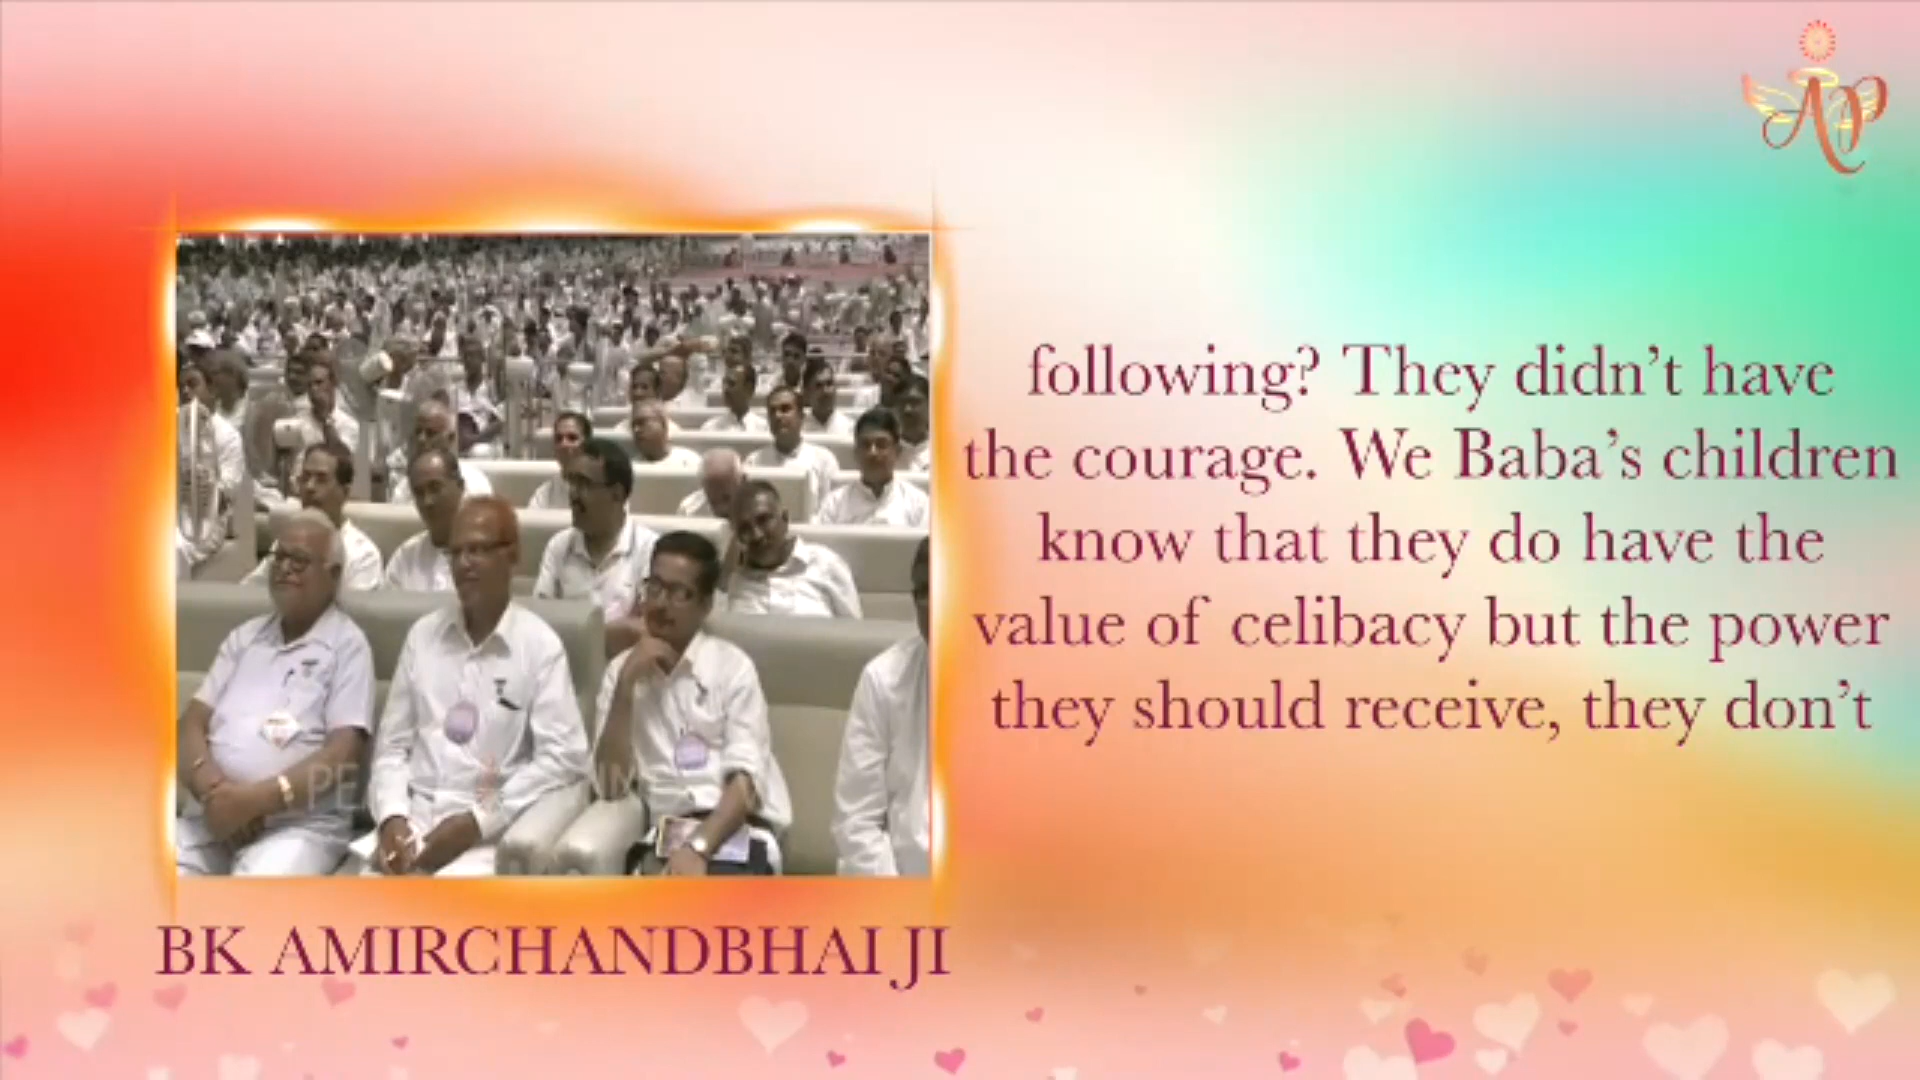 AP
following? They didn’t have
the courage. We Baba’s children
know that they do have the
value of celibacy but the power
they should receive, they don’t
BK AMIRCHANDBHAI JI